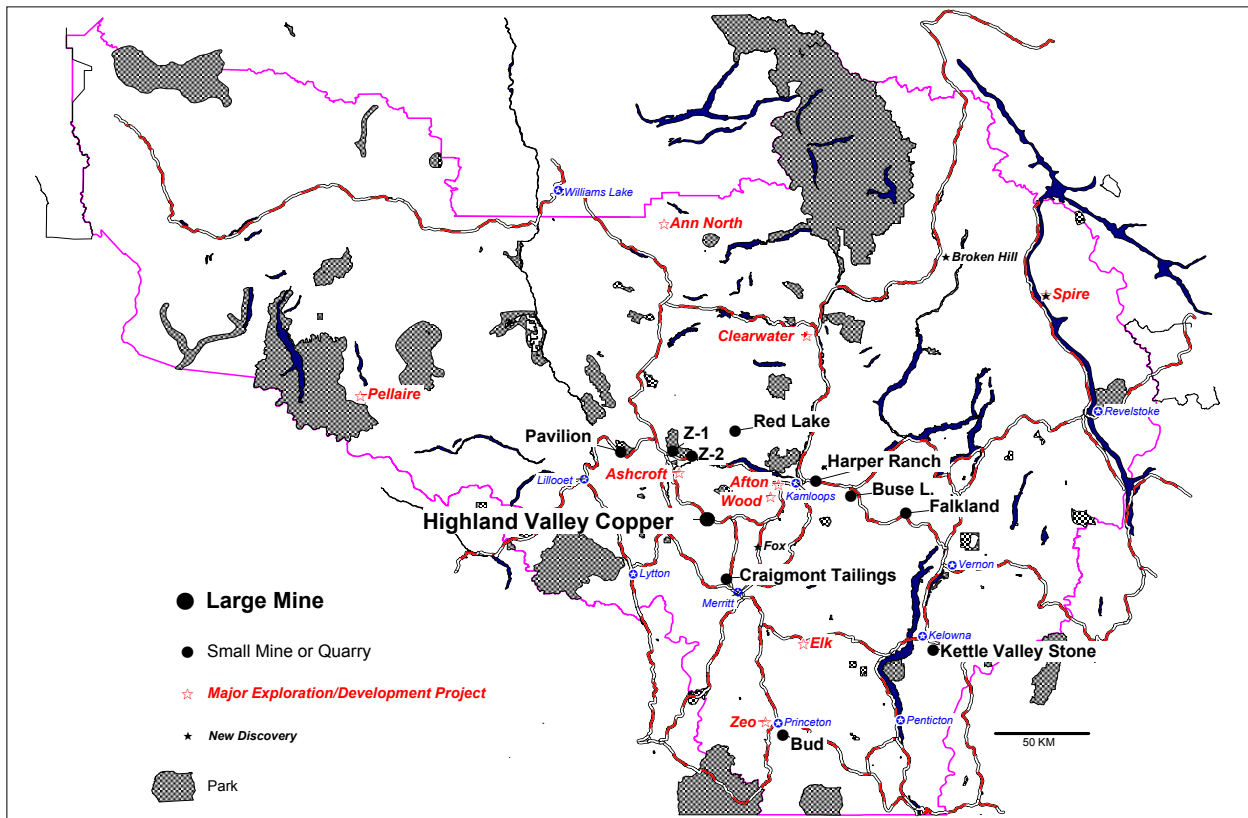 Williams Lake
Ann North
Broken Hill
Spire
Clearwater
Pellaire
Revelstoke
Red Lake
Pavilion
Z-1
Z-2
Harper Ranch
Ashcroft
Lillooet
Afton
Kamloops
Wood
Buse L.
Falkland
Highland Valley Copper
Fox
Lytton
Craigmont Tailings
Vernon
Merritt
Large Mine
Kelowna
Elk
Small Mine or Quarry
Kettle Valley Stone
Major Exploration/Development Project
Zeo
Princeton
Penticton
Bud
New Discovery
50 KM
Park